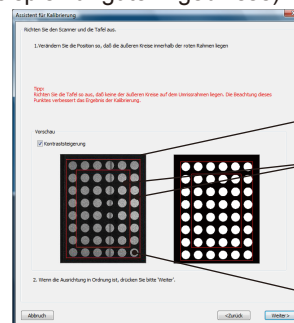 Assistent für Kalibrierung
Richten Sie den Scanner und die Tafel aus.
1.Verändern Sie die Position so, daß die äußeren Kreise innerhalb der roten Rahmen liegen
Tipp:
Richten Sie die Tafel so aus, daß keine der äußeren Kreise auf dem Umrissrahmen liegen. Die Beachtung dieses
Punktes verbessert das Ergebnis der Kalibrierung.
Vorschau
Kontraststeigerung
2. Wenn die Ausrichtung in Ordnung ist, drücken Sie bitte 'Weiter'.
Abbruch
<Zurück
Weiter >